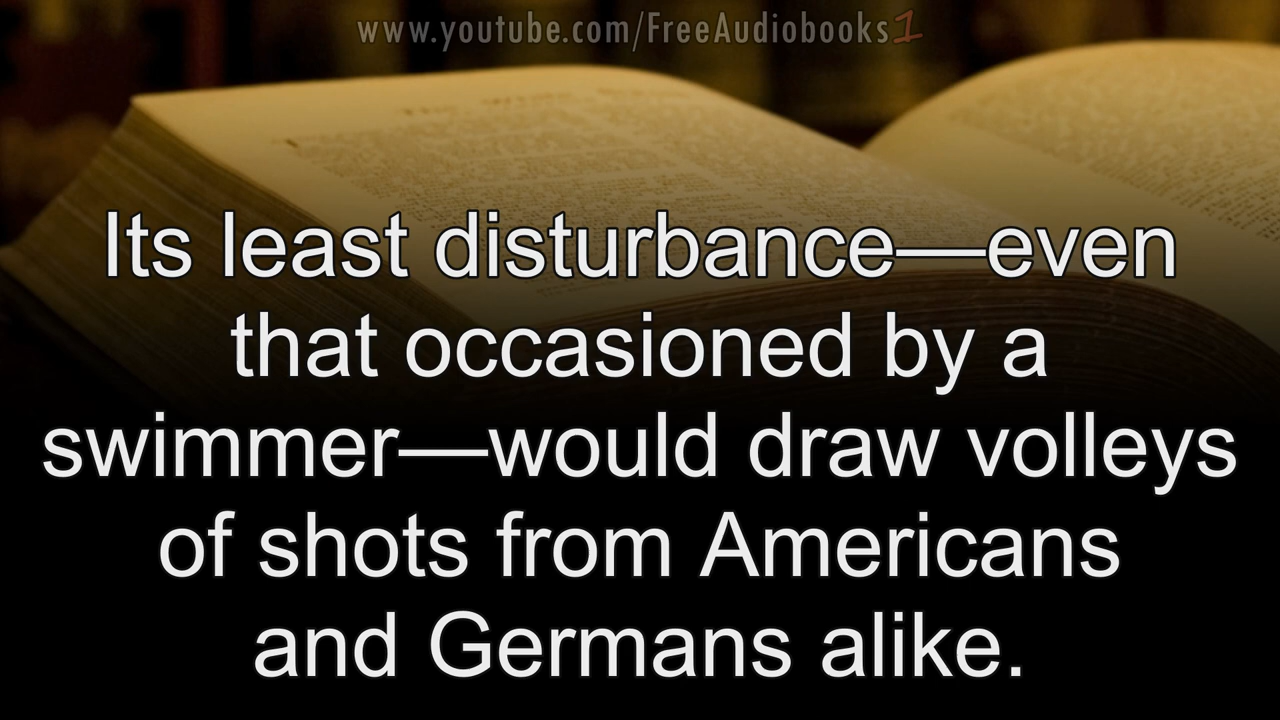 www.youtube.com/FreeAudiobooks1
Its least disturbance—even
that occasioned by a
swimmer—would draw volleys
of shots from Americans
and Germans alike.